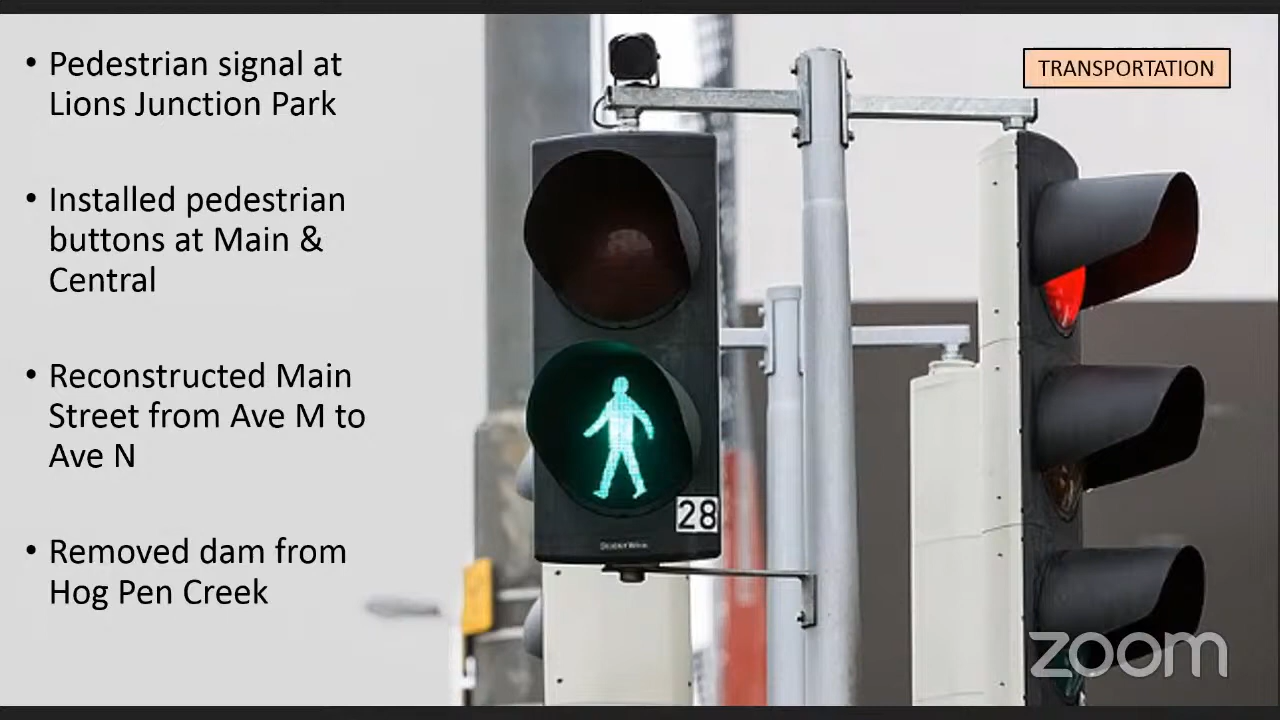 • Pedestrian signal at
Lions Junction Park
• Installed pedestrian
buttons at Main &
Central
• Reconstructed Main
Street from Ave M to
Ave N
• Removed dam from
Hog Pen Creek
TRANSPORTATION
28
zoom